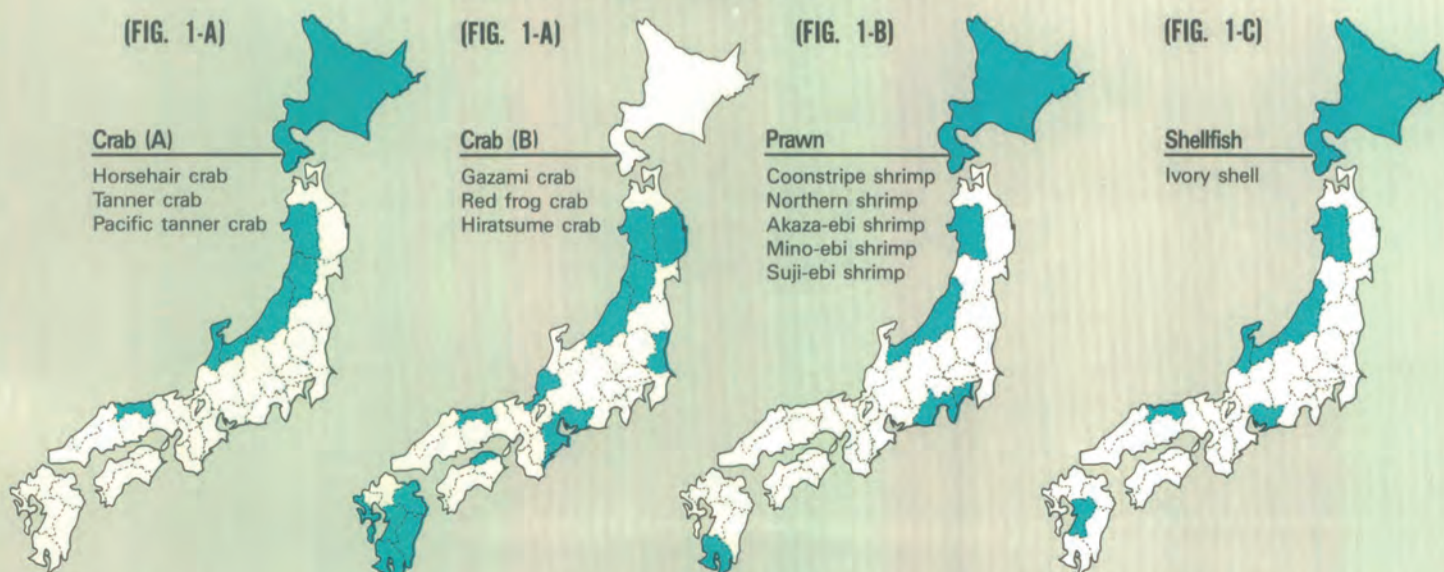 (FIG. 1-A)
Crab (A)
Horsehair crab
Tanner crab
Pacific tanner crab
(FIG. 1-A)
Crab (B)
Gazami crab
Red frog crab
Hiratsume crab
(FIG. 1-B)
Prawn
Coonstripe shrimp
Northern shrimp
Akaza-ebi shrimp
Mino-ebi shrimp
Suji-ebi shrimp
(FIG. 1-C)
Shellfish
Ivory shell